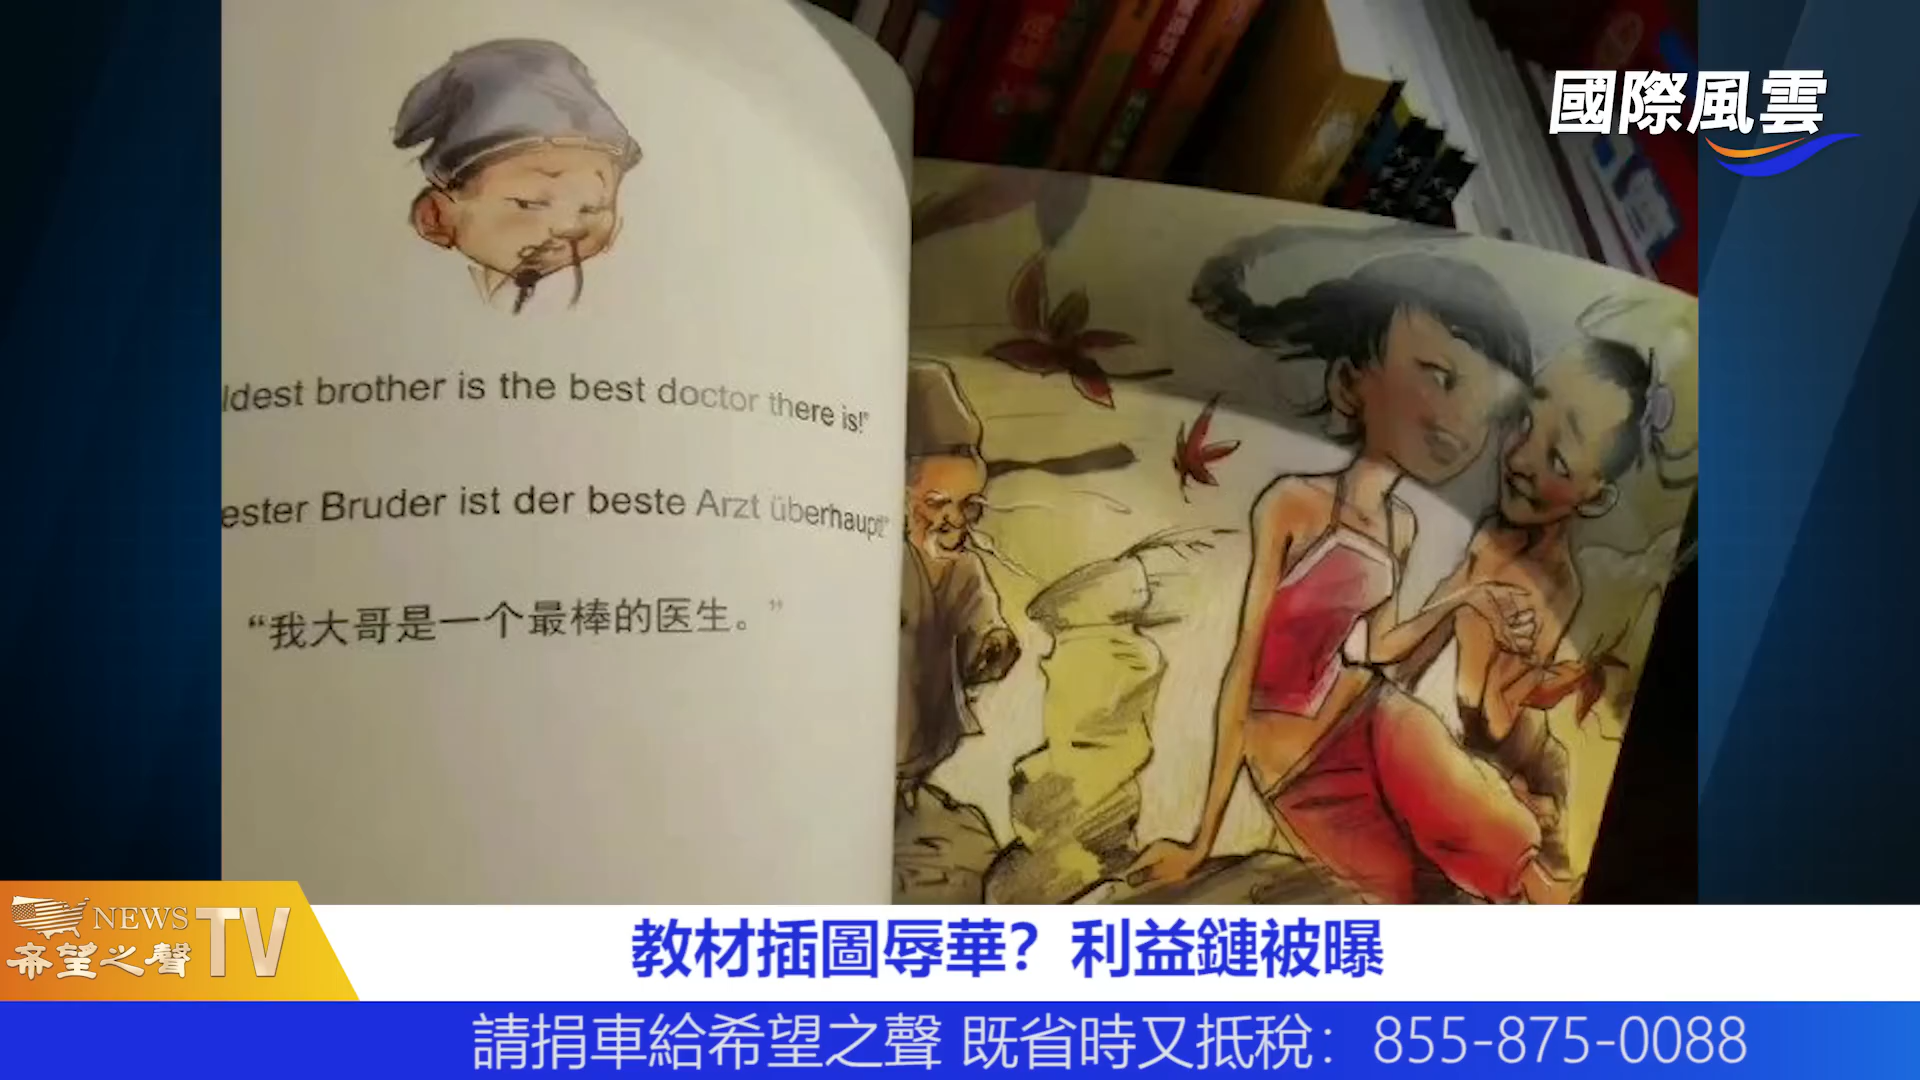 國際風雲
ldest brother is the best doctor there is!"
ester Bruder ist der beste Arzt überhaupt!"
“我大哥是一个最棒的医生。”
NEWS
希望之聲 TV
教材插圖辱華？利益鏈被曝
請捐車給希望之聲 既省時又抵稅：855-875-0088